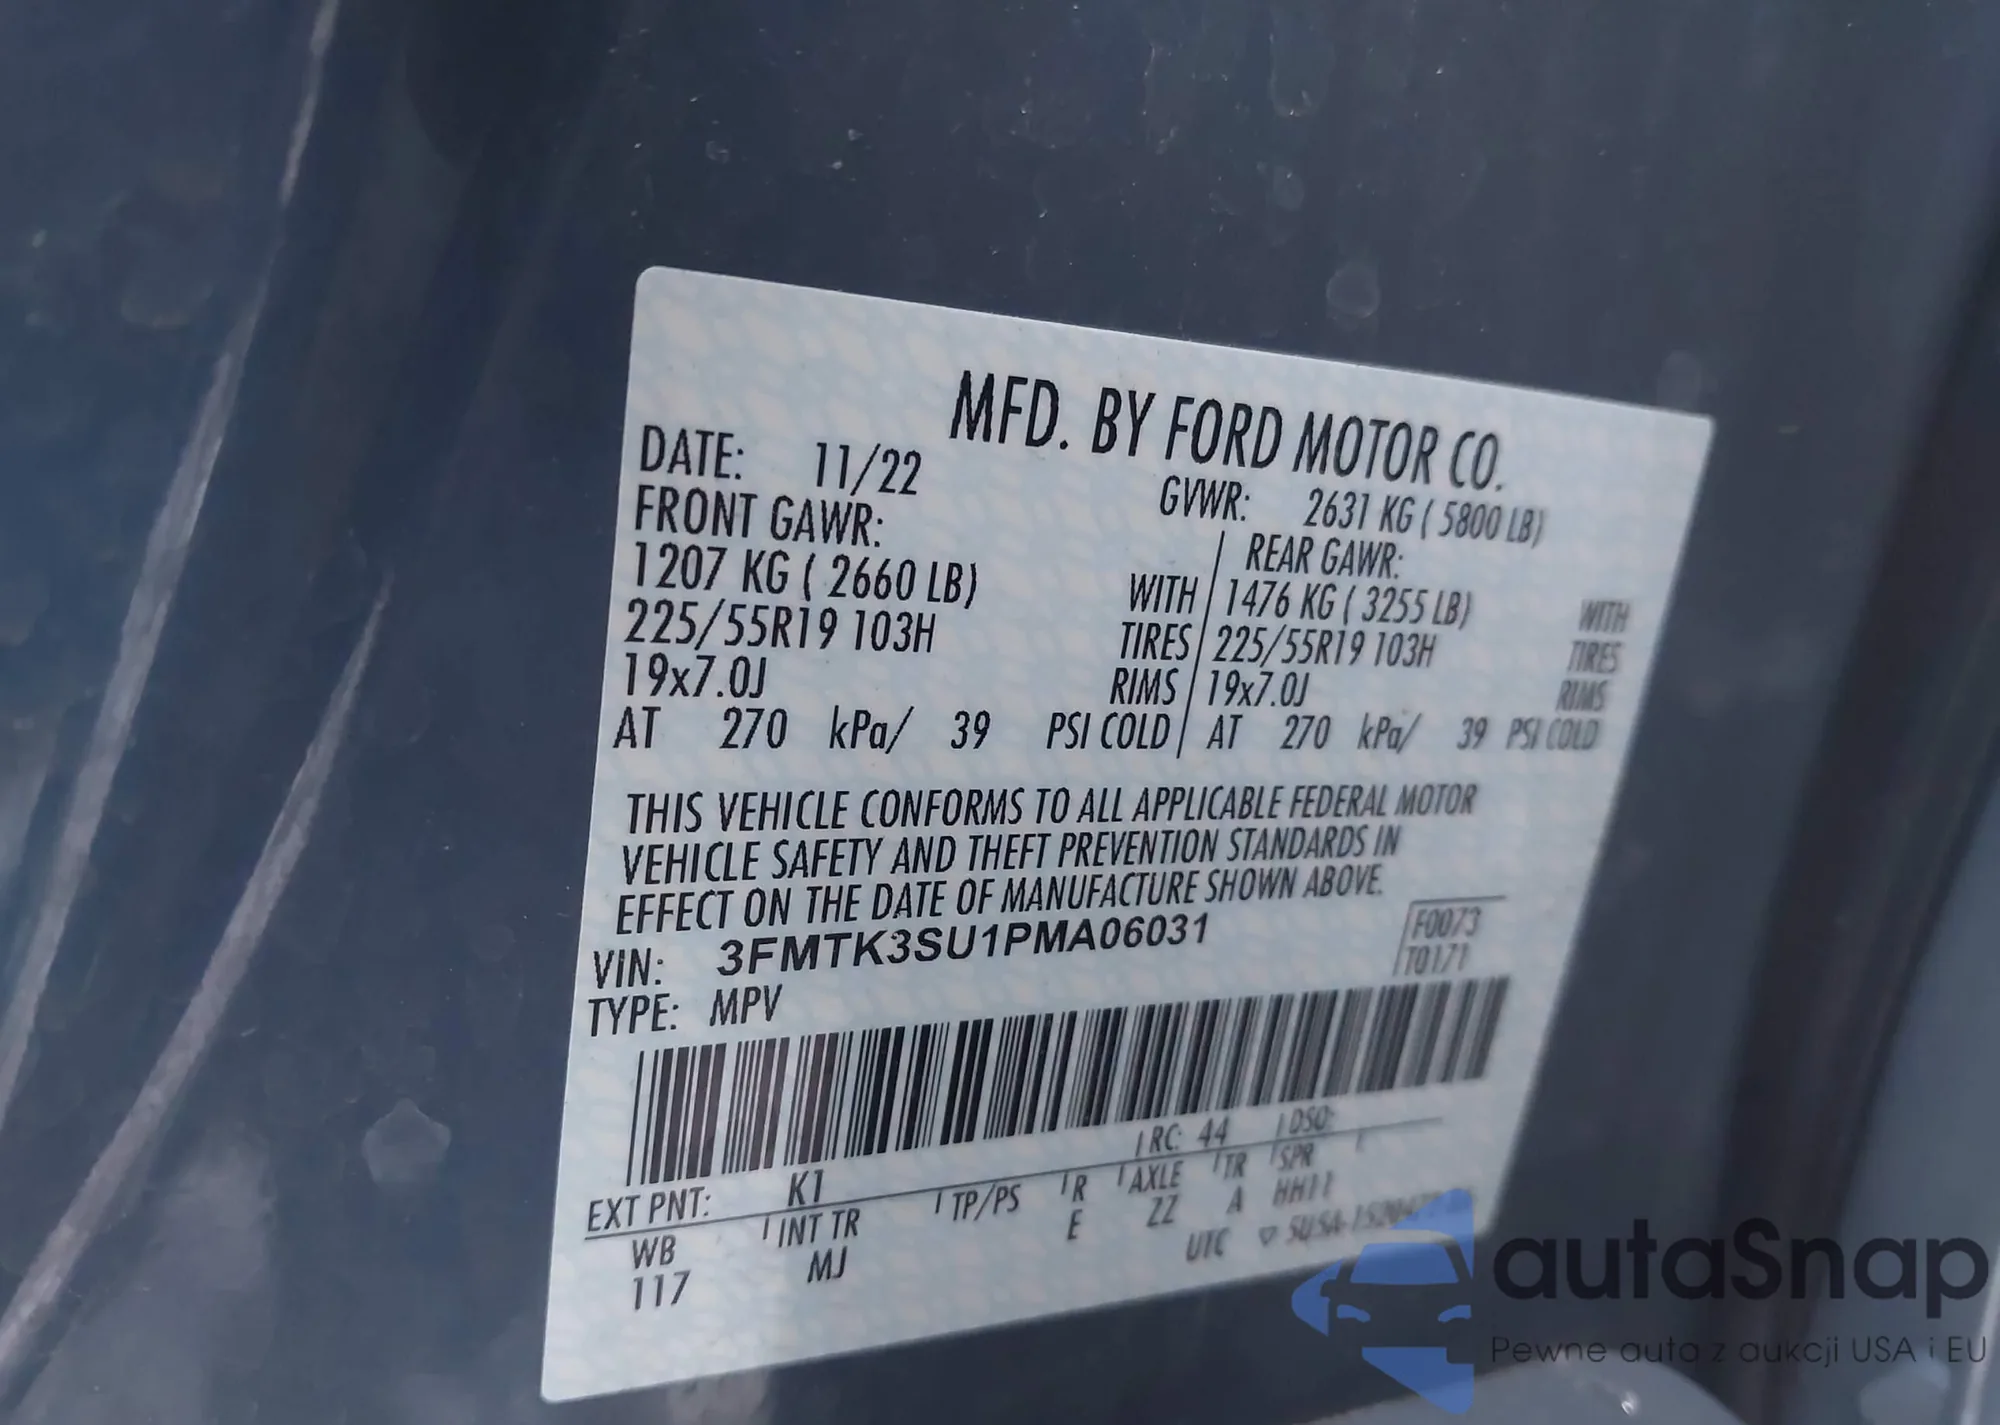 MFD. BY FORD MOTOR CO.
DATE: 11/22
GVWR: 2631 KG ( 5800 LB)
FRONT GAWR:
REAR GAWR:
1207 KG ( 2660 LB) WITH 1476 KG ( 3255 LB) WITH
225/55R19 103H TIRES 225/55R19 103H TIRES
19x7.0J RIMS 19x7.0J RIMS
AT 270 kPa/ 39 PSI COLD AT 270 kPa/ 39 PSI COLD
THIS VEHICLE CONFORMS TO ALL APPLICABLE FEDERAL MOTOR
VEHICLE SAFETY AND THEFT PREVENTION STANDARDS IN
EFFECT ON THE DATE OF MANUFACTURE SHOWN ABOVE.
VIN: 3FMTK3SU1PMA06031
F0073
T0171
TYPE: MPV
EXT PNT: K1 RC: 44 DSO:
WB INT TR TP/PS R AXLE TR SPR
117 MJ E ZZ A HH11
UTC
autaSnap
Pewne auta z aukcji USA i EU